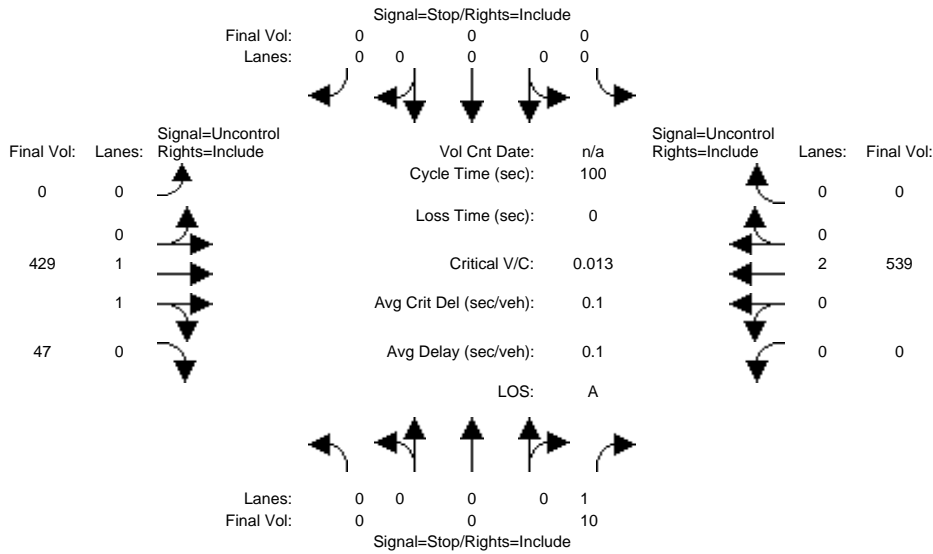 Signal=Stop/Rights=Include
Final Vol: 0 0 0
Lanes: 0 0 0 0 0
Signal=Uncontrol Signal=Uncontrol
Final Vol: Lanes: Rights=Include Vol Cnt Date: n/a Rights=Include Lanes: Final Vol:
Cycle Time (sec): 100
0 0 0 0
Loss Time (sec): 0
0 0
429 1 Critical V/C: 0.013 2 539
1 Avg Crit Del (sec/veh): 0.1 0
47 0 Avg Delay (sec/veh): 0.1 0 0
LOS: A
Lanes: 0 0 0 0 1
Final Vol: 0 0 10
Signal=Stop/Rights=Include